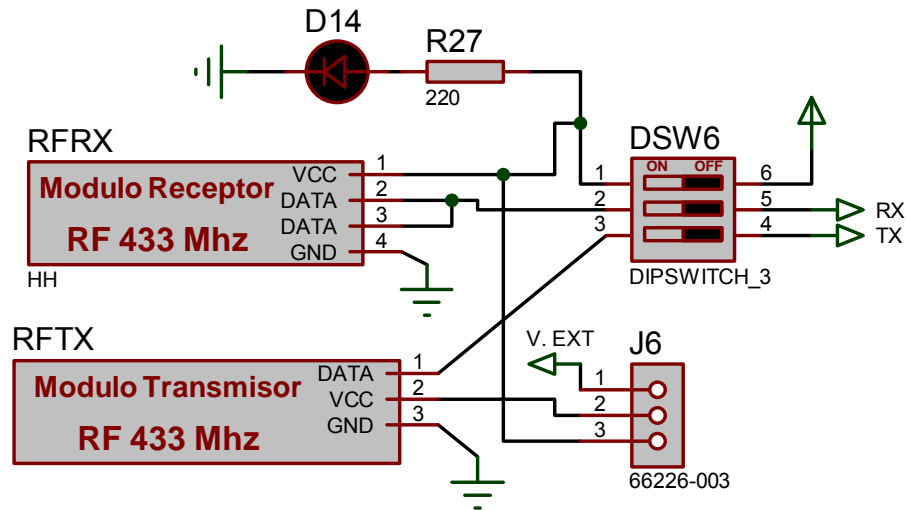 D14
R27
220
RFRX
Modulo Receptor
RF 433 Mhz
VCC 1
DATA 2
DATA 3
GND 4
HH
DSW6
ON OFF
1 6
2 5 RX
3 4 TX
DIPSWITCH_3
RFTX
Modulo Transmisor
RF 433 Mhz
DATA 1
VCC 2
GND 3
V. EXT
J6
1
2
3
66226-003